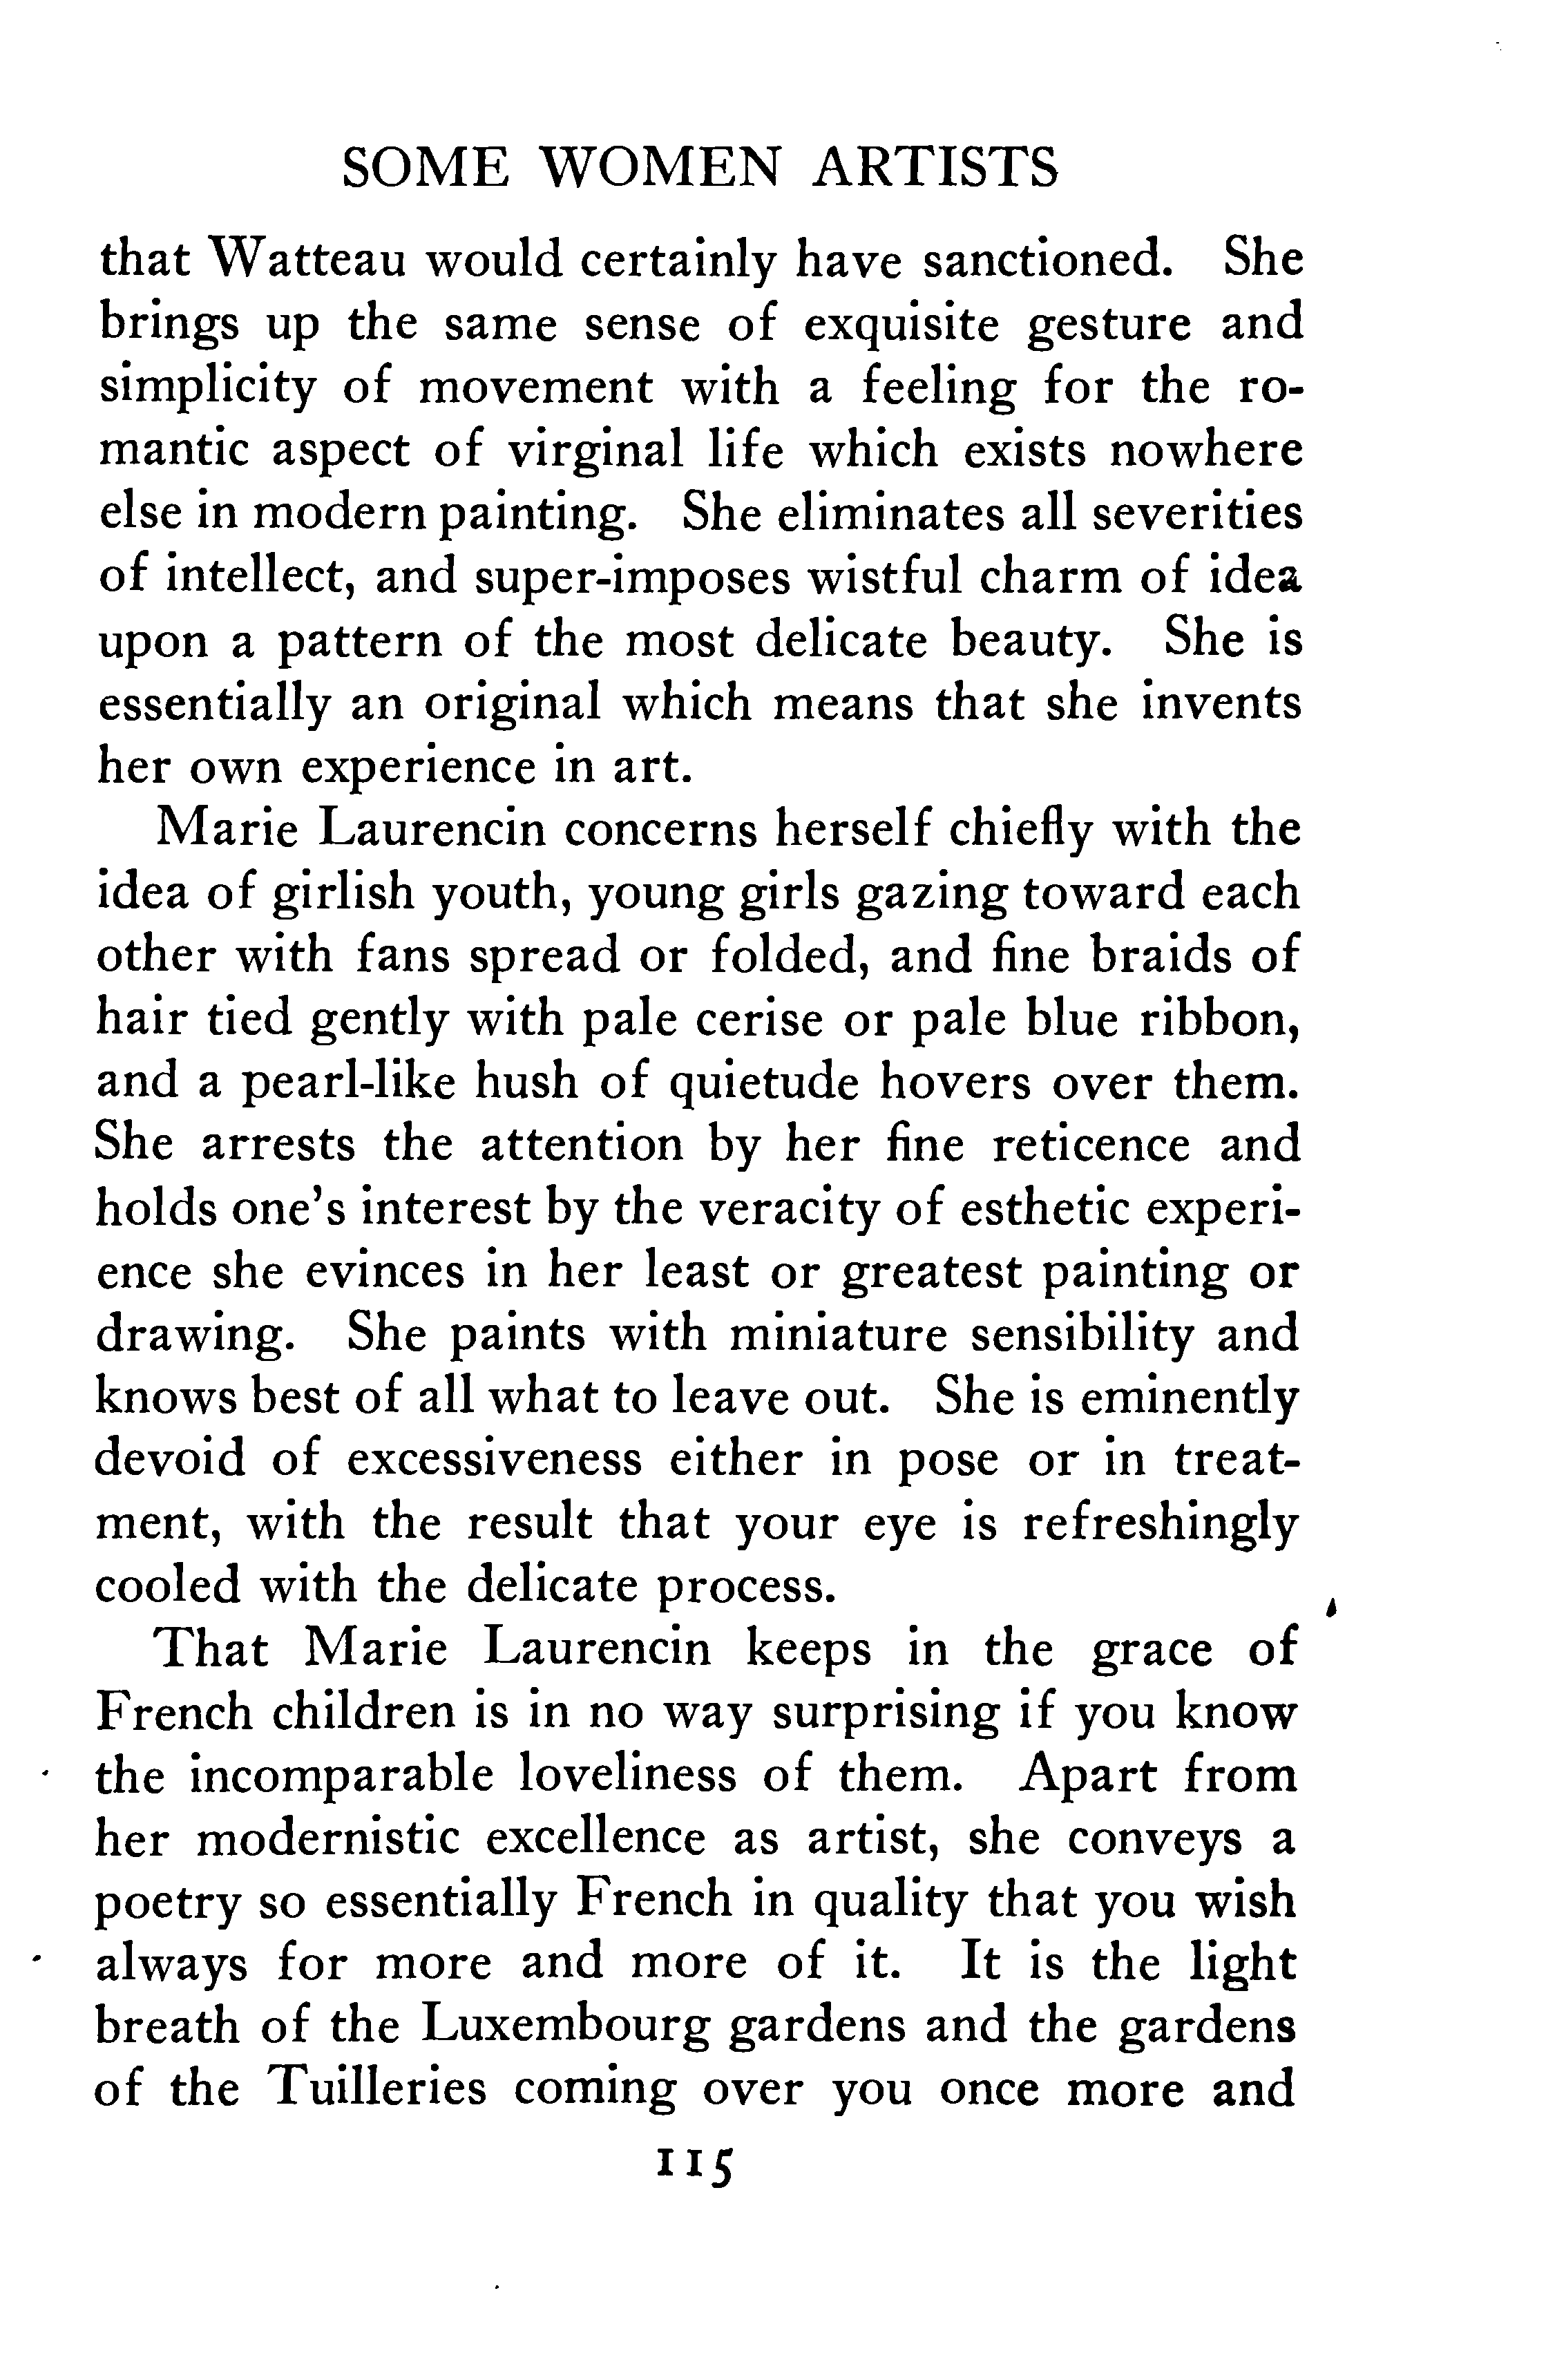 SOME WOMEN ARTISTS
that Watteau would certainly have sanctioned. She
brings up the same sense of exquisite gesture and
simplicity of movement with a feeling for the ro-
mantic aspect of virginal life which exists nowhere
else in modern painting. She eliminates all severities
of intellect, and super-imposes wistful charm of idea
upon a pattern of the most delicate beauty. She is
essentially an original which means that she invents
her own experience in art.
Marie Laurencin concerns herself chiefly with the
idea of girlish youth, young girls gazing toward each
other with fans spread or folded, and fine braids of
hair tied gently with pale cerise or pale blue ribbon,
and a pearl-like hush of quietude hovers over them.
She arrests the attention by her fine reticence and
holds one's interest by the veracity of esthetic experi-
ence she evinces in her least or greatest painting or
drawing. She paints with miniature sensibility and
knows best of all what to leave out. She is eminently
devoid of excessiveness either in pose or in treat-
ment, with the result that your eye is refreshingly
cooled with the delicate process.
That Marie Laurencin keeps in the grace of
French children is in no way surprising if you know
the incomparable loveliness of them. Apart from
her modernistic excellence as artist, she conveys a
poetry so essentially French in quality that you wish
always for more and more of it. It is the light
breath of the Luxembourg gardens and the gardens
of the Tuilleries coming over you once more and
115